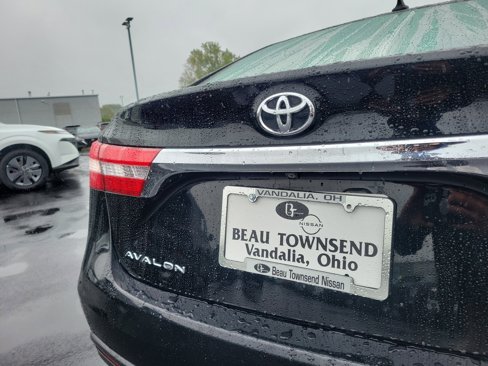 VANDALIA, OH
NISSAN
BEAU TOWNSEND
Vandalia, Ohio
Beau Townsend Nissan
AVALON